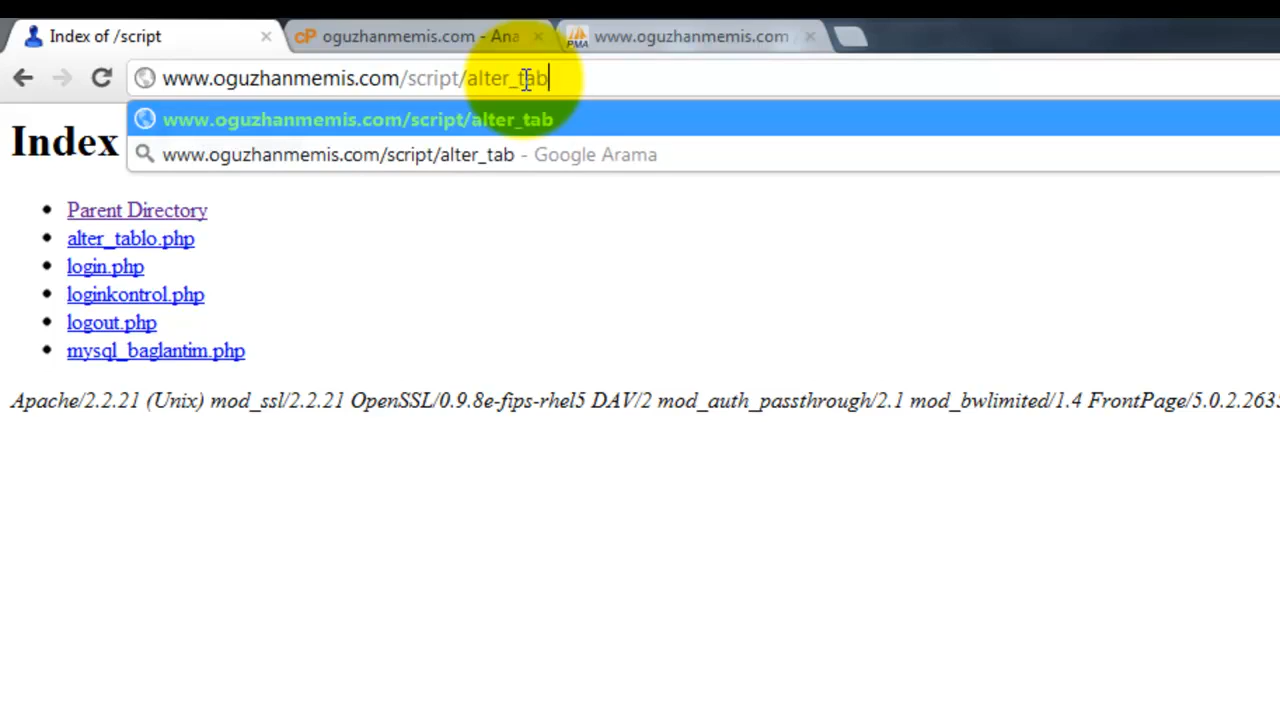 Index of /script
oguzhanmemis.com - Ana
www.oguzhanmemis.com
www.oguzhanmemis.com/script/alter_tab
www.oguzhanmemis.com/script/alter_tab
www.oguzhanmemis.com/script/alter_tab - Google Arama
Index
Parent Directory
alter_tablo.php
login.php
loginkontrol.php
logout.php
mysql_baglantim.php
Apache/2.2.21 (Unix) mod_ssl/2.2.21 OpenSSL/0.9.8e-fips-rhel5 DAV/2 mod_auth_passthrough/2.1 mod_bwlimited/1.4 FrontPage/5.0.2.2635